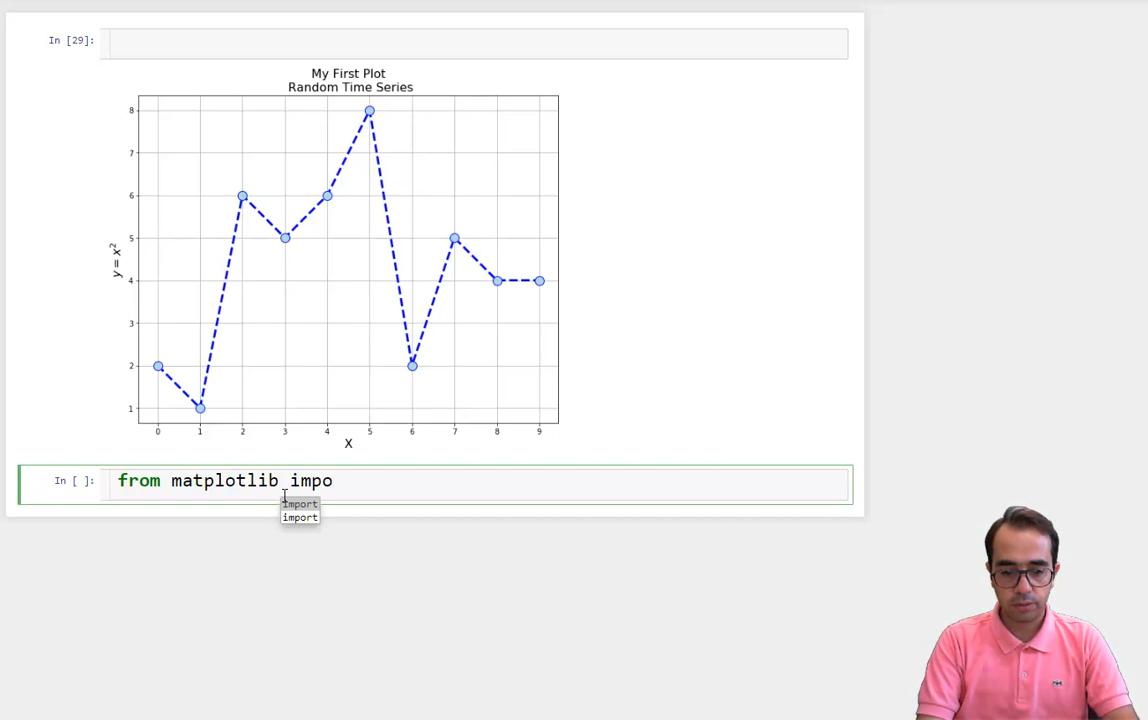 In [29]:
My First Plot
Random Time Series
8
7
6
5
4
3
2
1
y = x²
0 1 2 3 4 5 6 7 8 9
X
In [ ]: from matplotlib impo
import
import